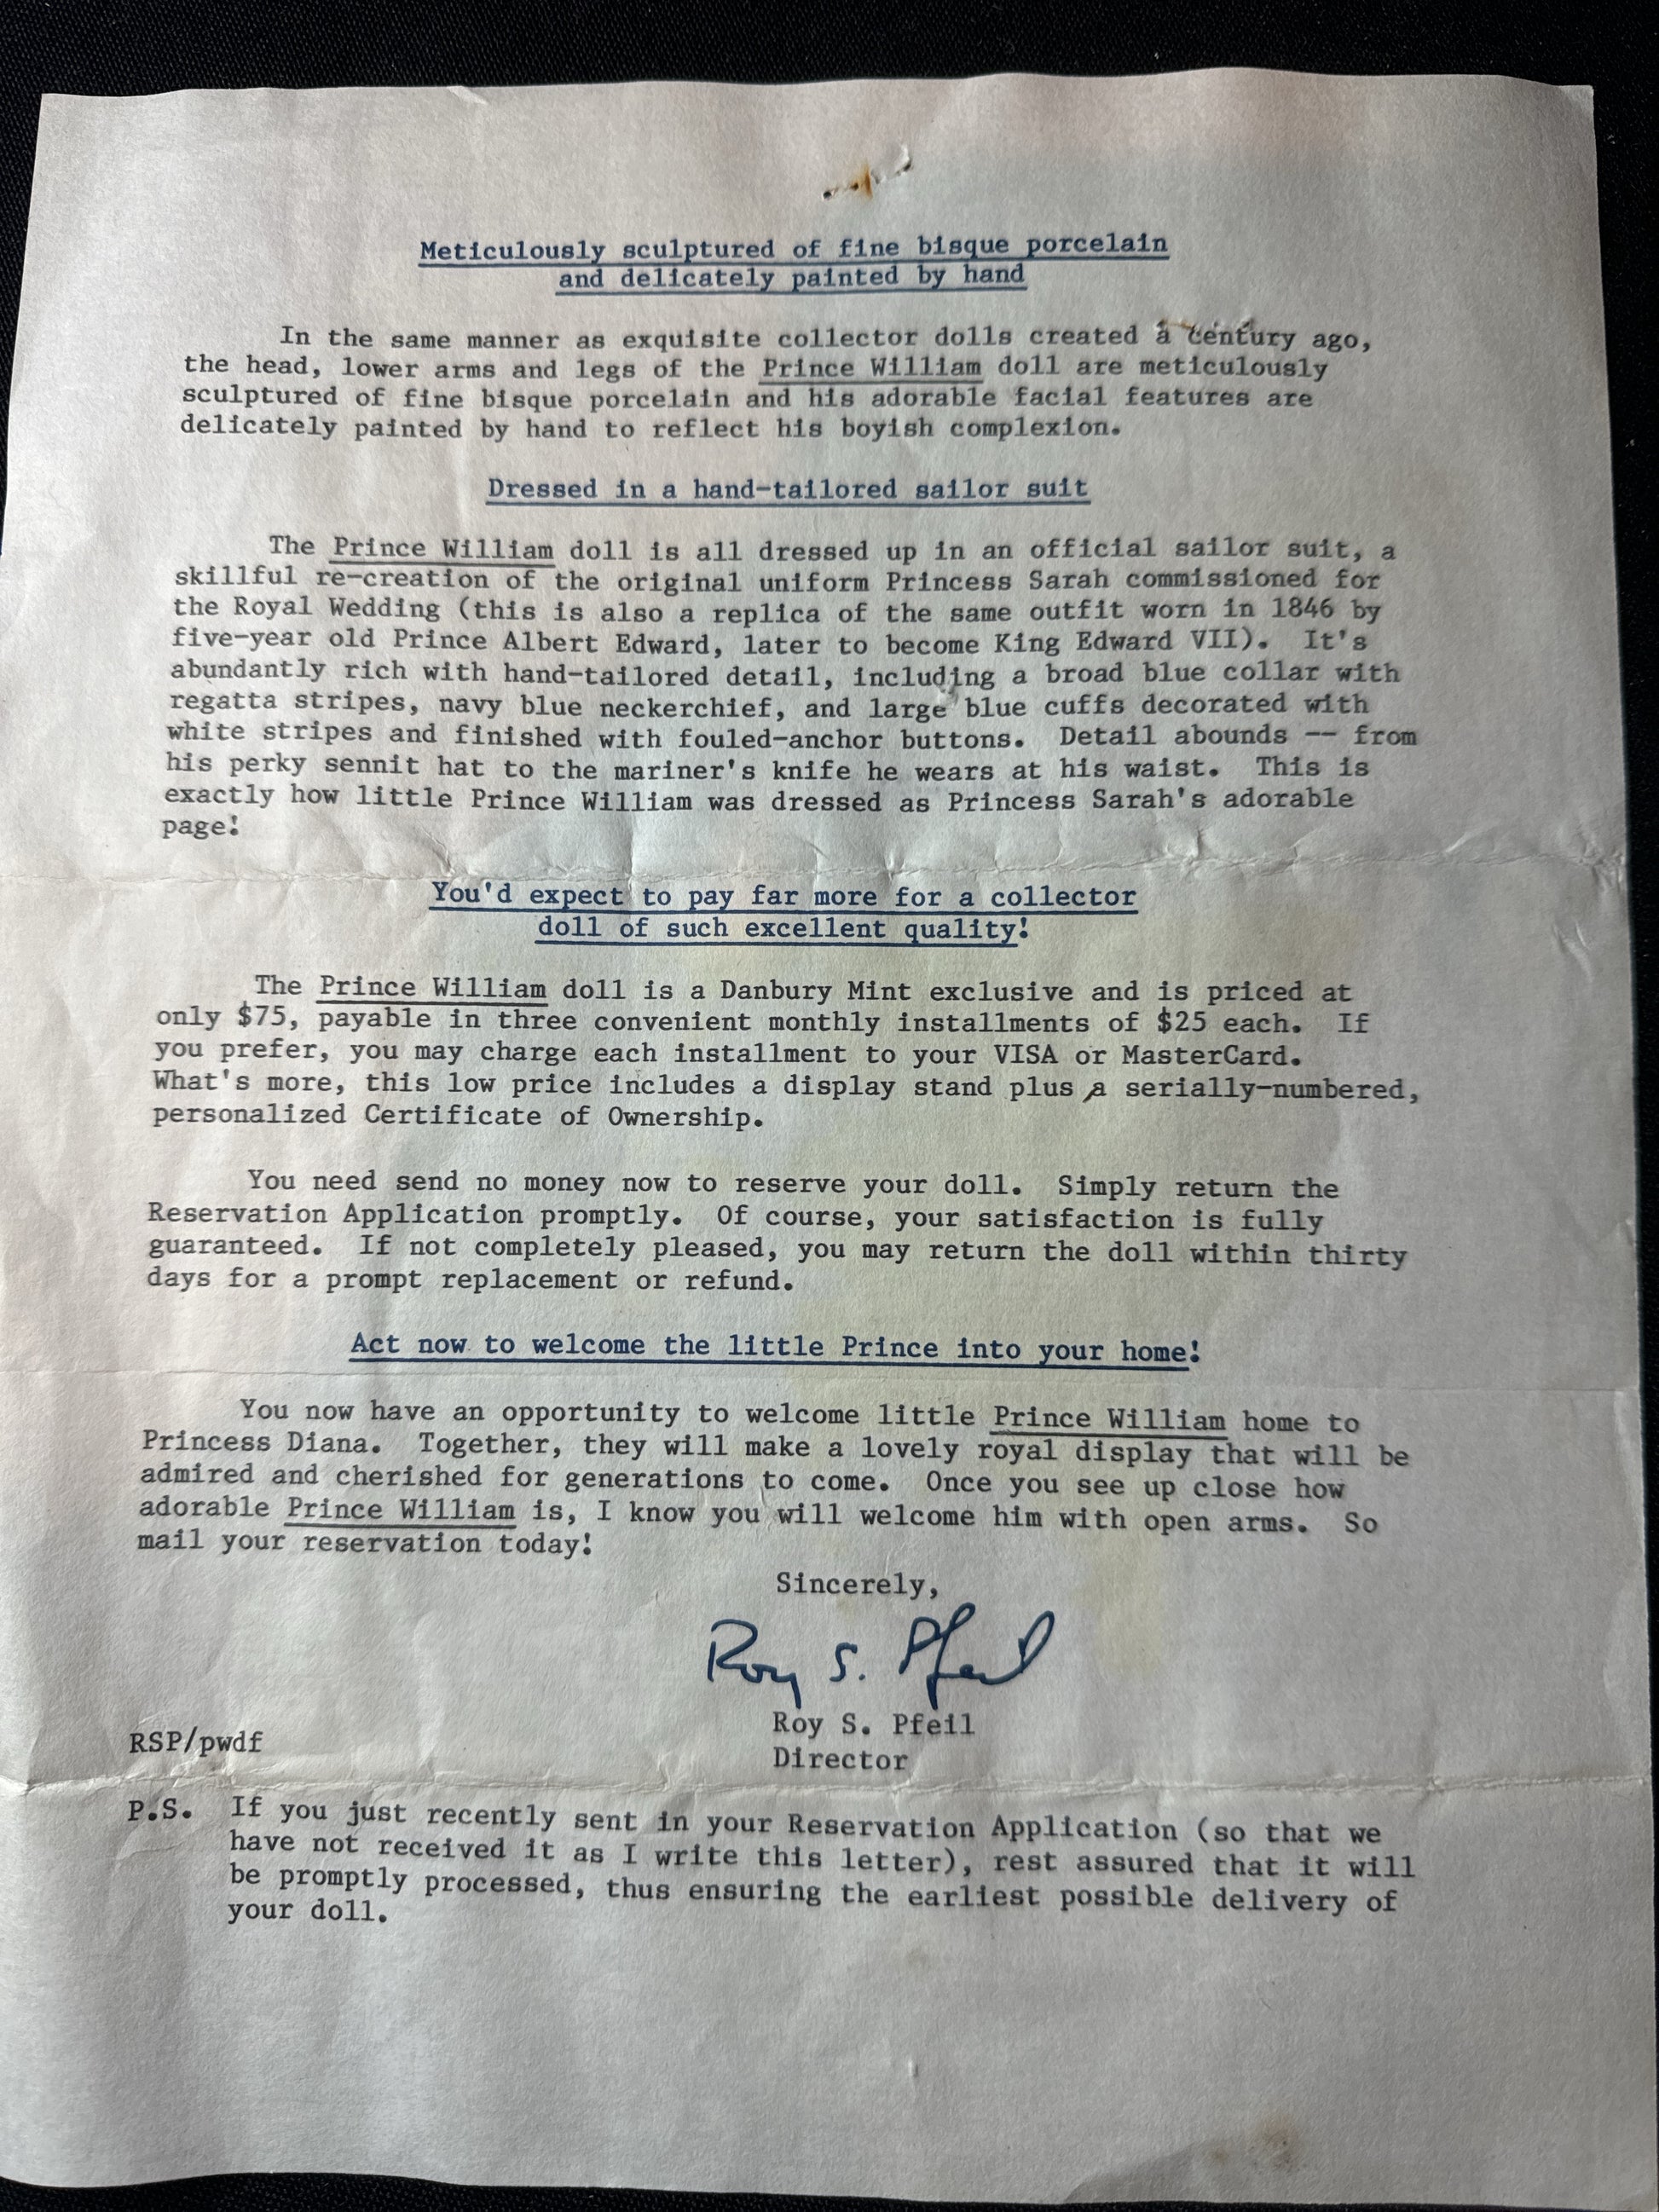 Meticulously sculptured of fine bisque porcelain
and delicately painted by hand
In the same manner as exquisite collector dolls created a century ago,
the head, lower arms and legs of the Prince William doll are meticulously
sculptured of fine bisque porcelain and his adorable facial features are
delicately painted by hand to reflect his boyish complexion.
Dressed in a hand-tailored sailor suit
The Prince William doll is all dressed up in an official sailor suit, a
skillful re-creation of the original uniform Princess Sarah commissioned for
the Royal Wedding (this is also a replica of the same outfit worn in 1846 by
five-year old Prince Albert Edward, later to become King Edward VII). It's
abundantly rich with hand-tailored detail, including a broad blue collar with
regatta stripes, navy blue neckerchief, and large blue cuffs decorated with
white stripes and finished with fouled-anchor buttons. Detail abounds -- from
his perky sennit hat to the mariner's knife he wears at his waist. This is
exactly how little Prince William was dressed as Princess Sarah's adorable
page!
You'd expect to pay far more for a collector
doll of such excellent quality!
The Prince William doll is a Danbury Mint exclusive and is priced at
only $75, payable in three convenient monthly installments of $25 each. If
you prefer, you may charge each installment to your VISA or MasterCard.
What's more, this low price includes a display stand plus a serially-numbered,
personalized Certificate of Ownership.
You need send no money now to reserve your doll. Simply return the
Reservation Application promptly. Of course, your satisfaction is fully
guaranteed. If not completely pleased, you may return the doll within thirty
days for a prompt replacement or refund.
Act now to welcome the little Prince into your home!
You now have an opportunity to welcome little Prince William home to
Princess Diana. Together, they will make a lovely royal display that will be
admired and cherished for generations to come. Once you see up close how
adorable Prince William is, I know you will welcome him with open arms. So
mail your reservation today!
Sincerely,
Roy S. Pfeil
Roy S. Pfeil
RSP/pwdf
Director
P.S. If you just recently sent in your Reservation Application (so that we
have not received it as I write this letter), rest assured that it will
be promptly processed, thus ensuring the earliest possible delivery of
your doll.